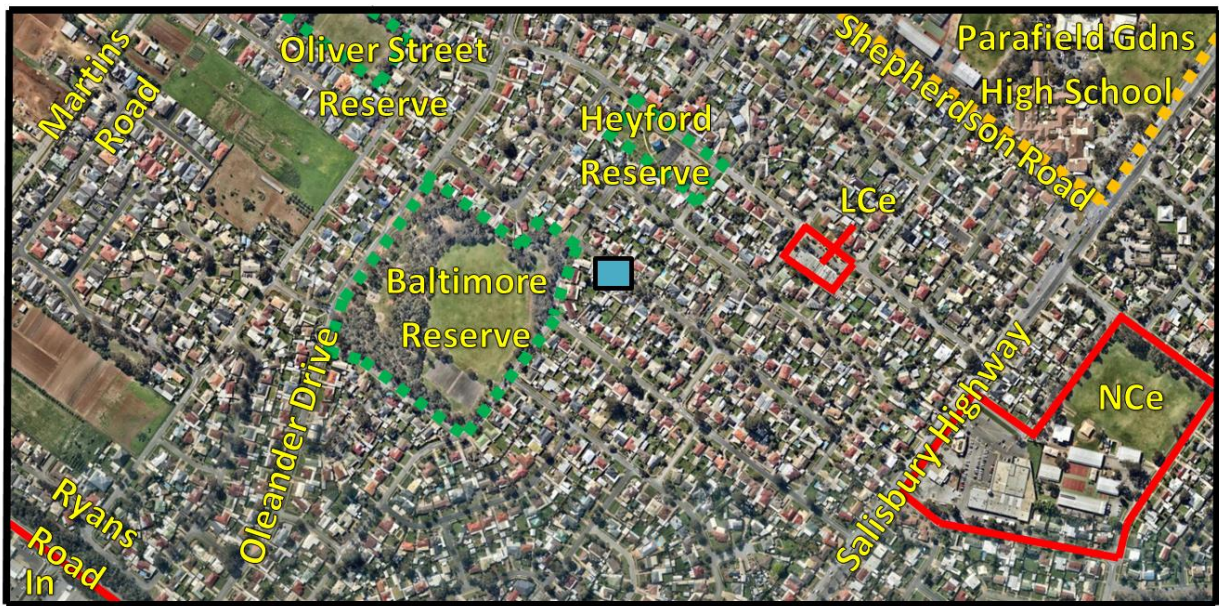 Martins
Road
Oliver Street
Reserve
Heyford
Reserve
Shepherdson Road
Parafield Gdns
High School
LCe
Baltimore
Reserve
Oleander Drive
Salisbury Highway
NCe
Ryans
Road
In